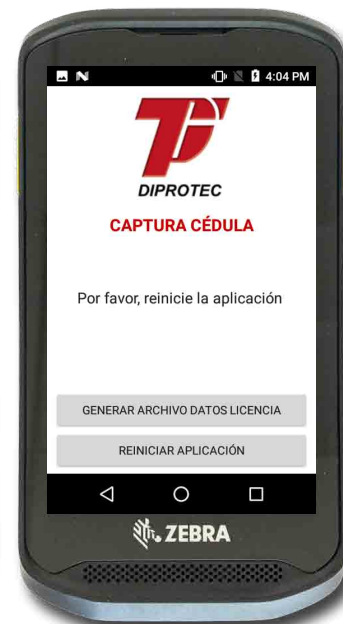 4:04 PM
DIPROTEC
CAPTURA CÉDULA
Por favor, reinicie la aplicación
GENERAR ARCHIVO DATOS LICENCIA
REINICIAR APLICACIÓN
ZEBRA